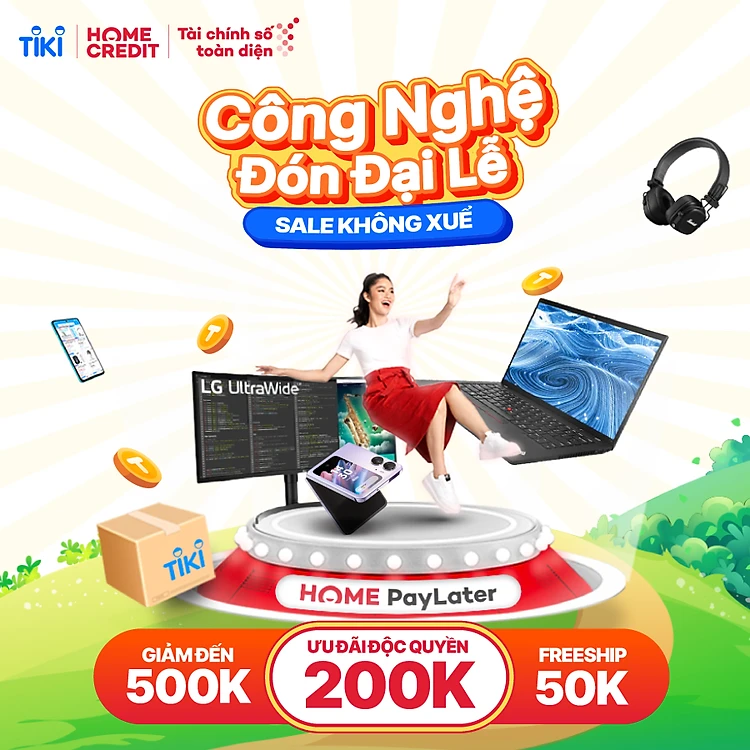 TIKI
HOME CREDIT
Tài chính số
toàn diện
Công Nghệ
Đón Đại Lễ
SALE KHÔNG XUỂ
LG UltraWide
TIKI
HOME PayLater
GIẢM ĐẾN
500K
ƯU ĐÃI ĐỘC QUYỀN
200K
FREESHIP
50K